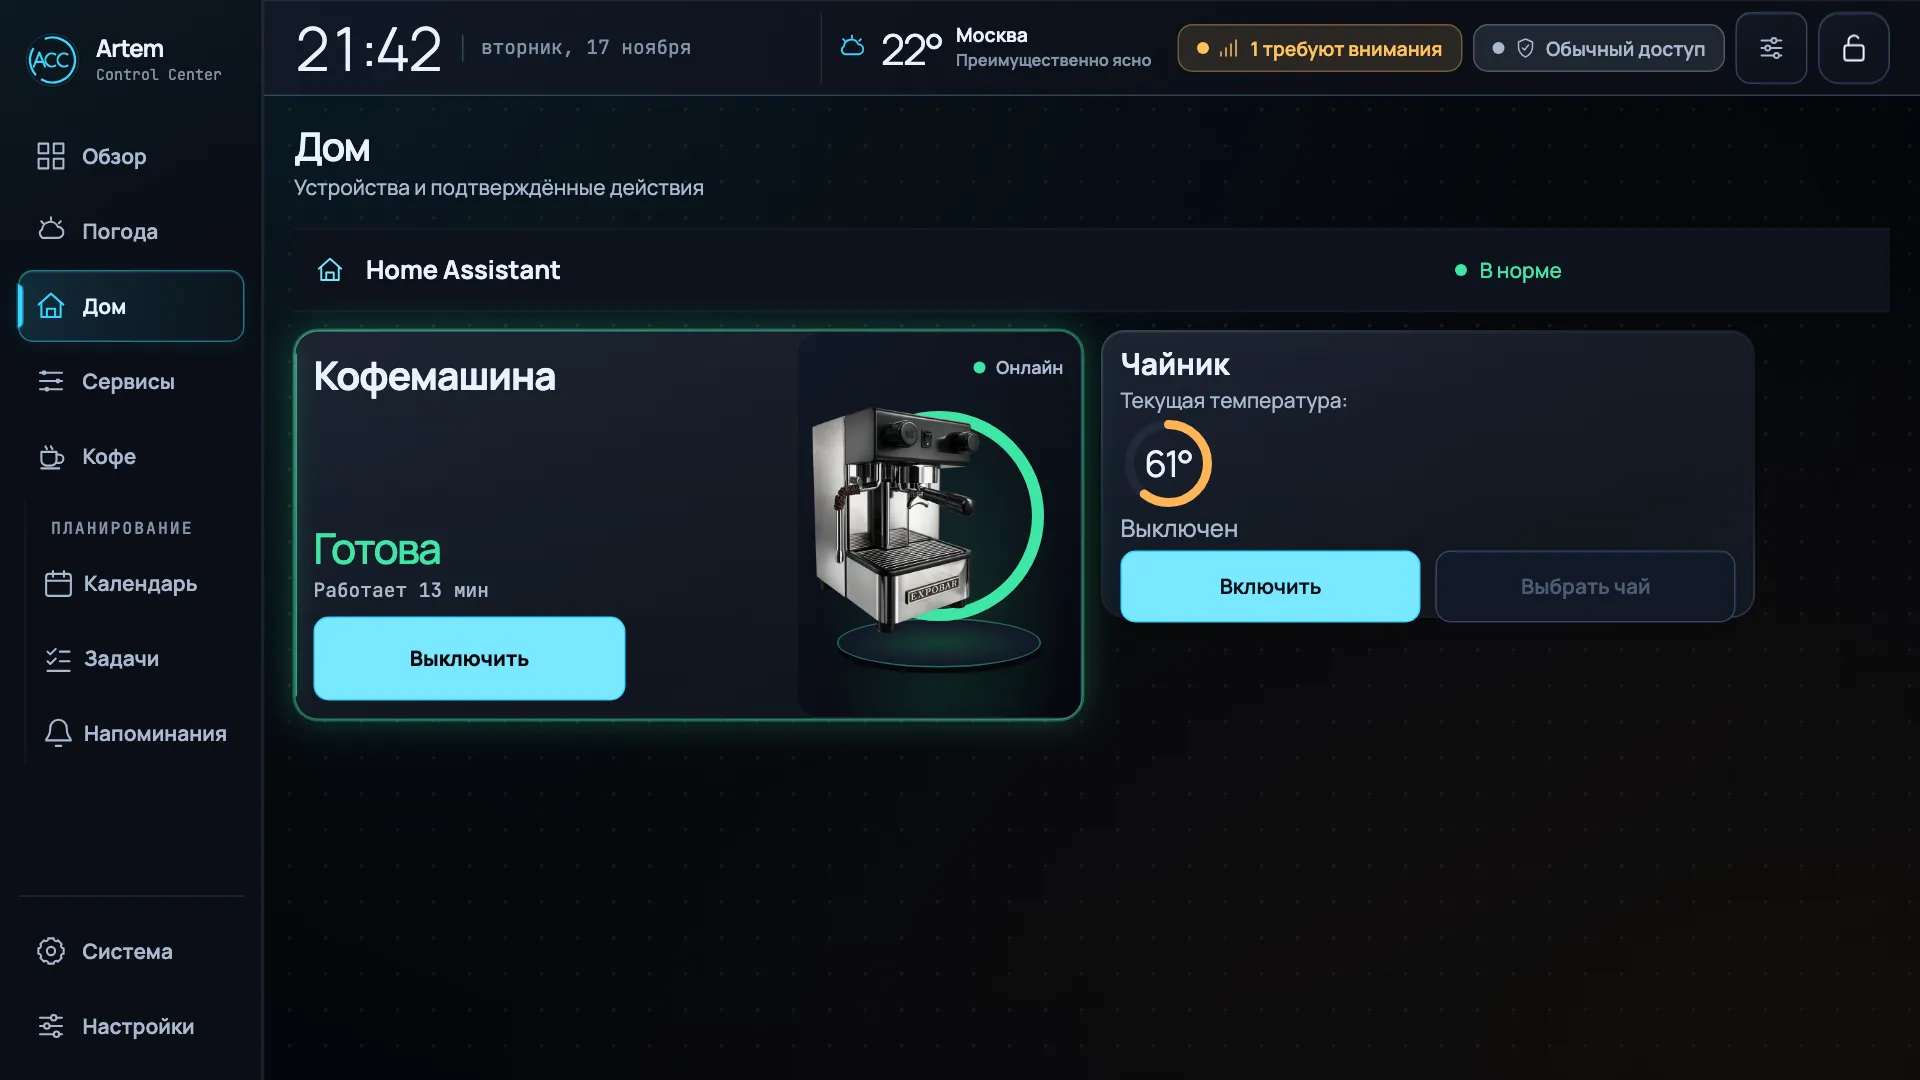 ACC
Artem
Control Center
Обзор
Погода
Дом
Сервисы
Кофе
ПЛАНИРОВАНИЕ
Календарь
Задачи
Напоминания
Система
Настройки
21:42
вторник, 17 ноября
22°
Москва
Преимущественно ясно
1 требуют внимания
Обычный доступ
Дом
Устройства и подтверждённые действия
Home Assistant
В норме
Кофемашина
Онлайн
EXPOBAR
Готова
Работает 13 мин
Выключить
Чайник
Текущая температура:
61°
Выключен
Включить
Выбрать чай